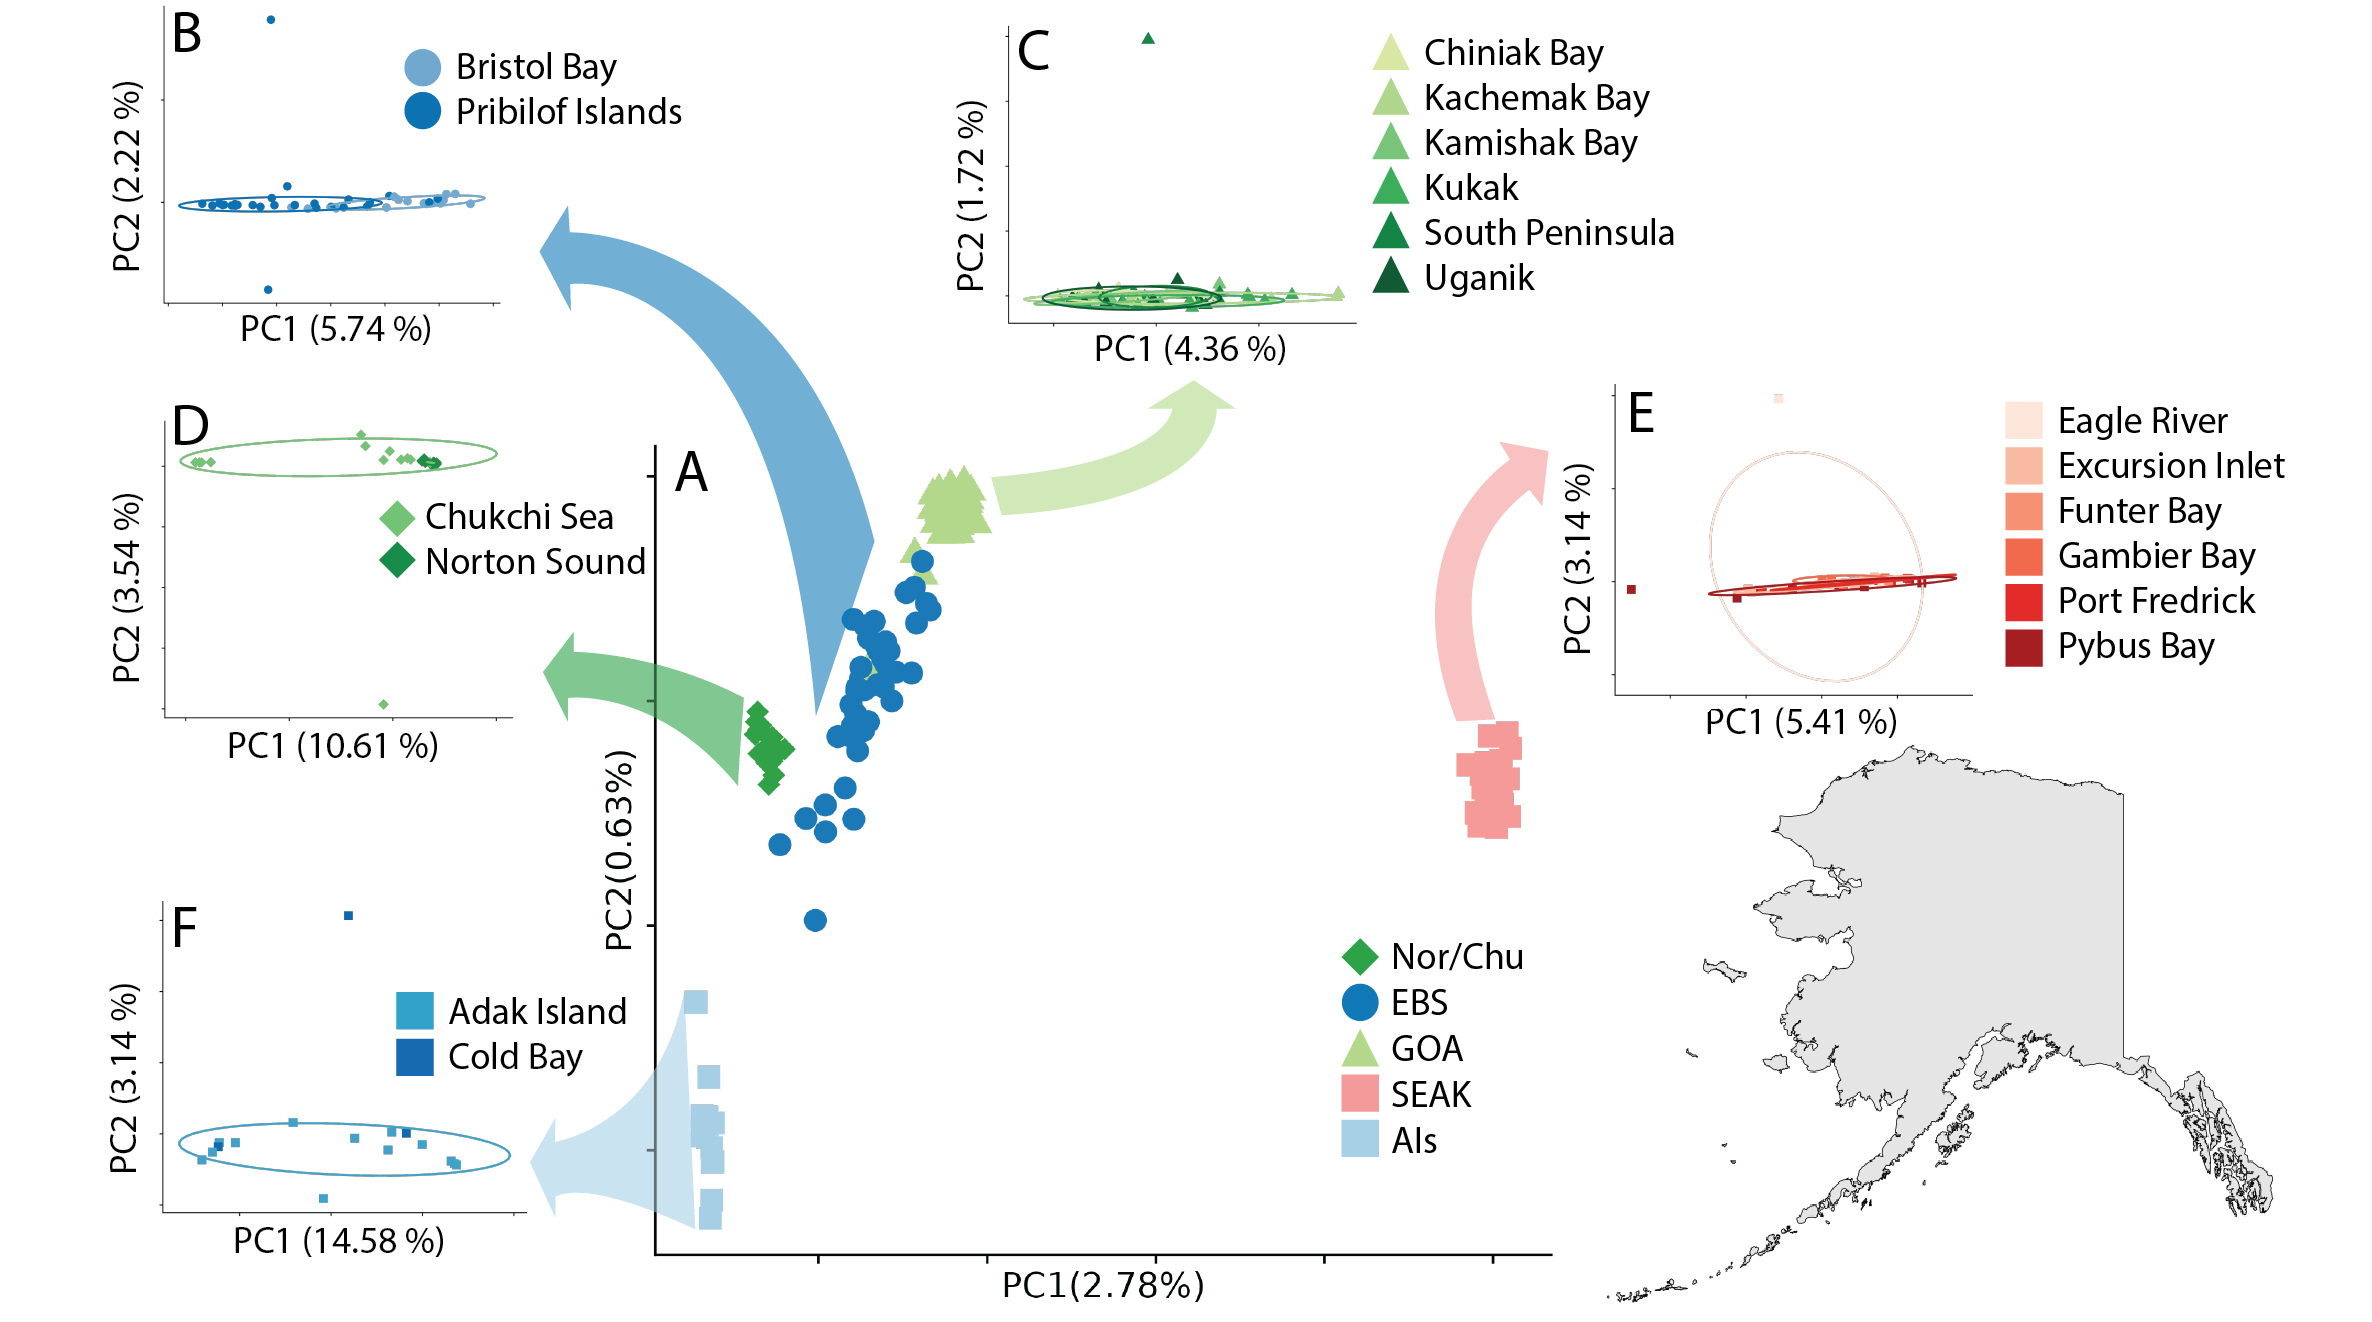 B
Bristol Bay
Pribilof Islands
PC2 (2.22 %)
PC1 (5.74 %)
C
Chiniak Bay
Kachemak Bay
Kamishak Bay
Kukak
South Peninsula
Uganik
PC2 (1.72 %)
PC1 (4.36 %)
D
Chukchi Sea
Norton Sound
PC2 (3.54 %)
PC1 (10.61 %)
A
PC2(0.63%)
PC1(2.78%)
Nor/Chu
EBS
GOA
SEAK
AIs
E
Eagle River
Excursion Inlet
Funter Bay
Gambier Bay
Port Fredrick
Pybus Bay
PC2 (3.14 %)
PC1 (5.41 %)
F
Adak Island
Cold Bay
PC2 (3.14 %)
PC1 (14.58 %)